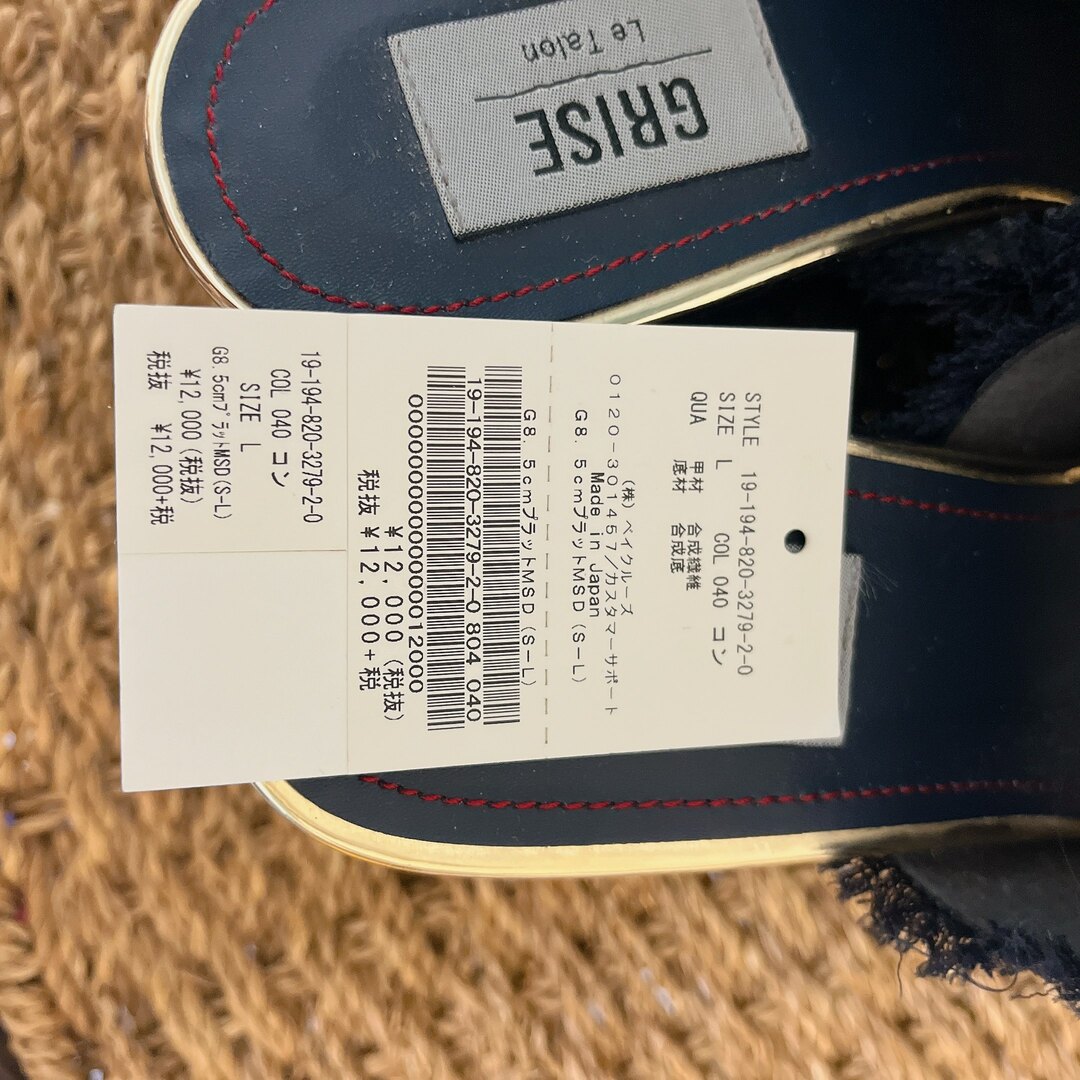 GRISE
Le Talon
STYLE 19-194-820-3279-2-0
SIZE L COL 040 コン
QUA 甲材 合成繊維
底材 合成底
0120-301457/カスタマーサポート
(株)ベイクルーズ
Made in Japan
G8.5cmプラットMSD(S-L)
G8.5cmプラットMSD(S-L)
19-194-820-3279-2-0 804 040
¥12,000(税抜)
税抜 ¥12,000+税
19-194-820-3279-2-0
COL 040 コン
SIZE L
G8.5cmプラットMSD(S-L)
¥12,000(税抜)
税抜 ¥12,000+税